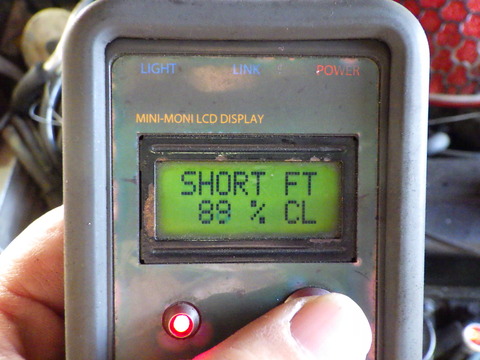 LIGHT LINK POWER
MINI-MONI LCD DISPLAY
SHORT FT
89 % CL